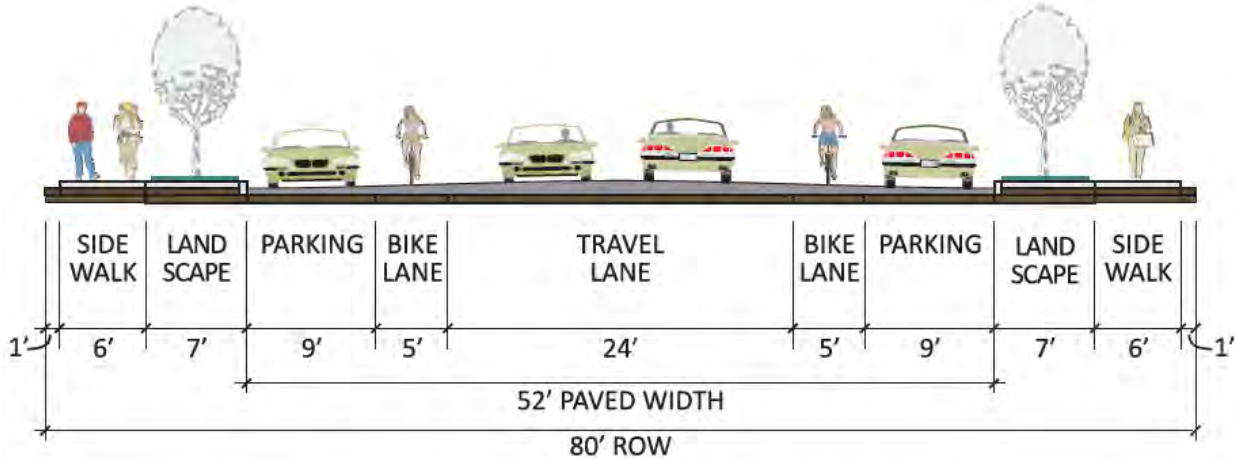 SIDE WALK
LAND SCAPE
PARKING
BIKE LANE
TRAVEL LANE
BIKE LANE
PARKING
LAND SCAPE
SIDE WALK
1' 6' 7' 9' 5' 24' 5' 9' 7' 6' 1'
52' PAVED WIDTH
80' ROW